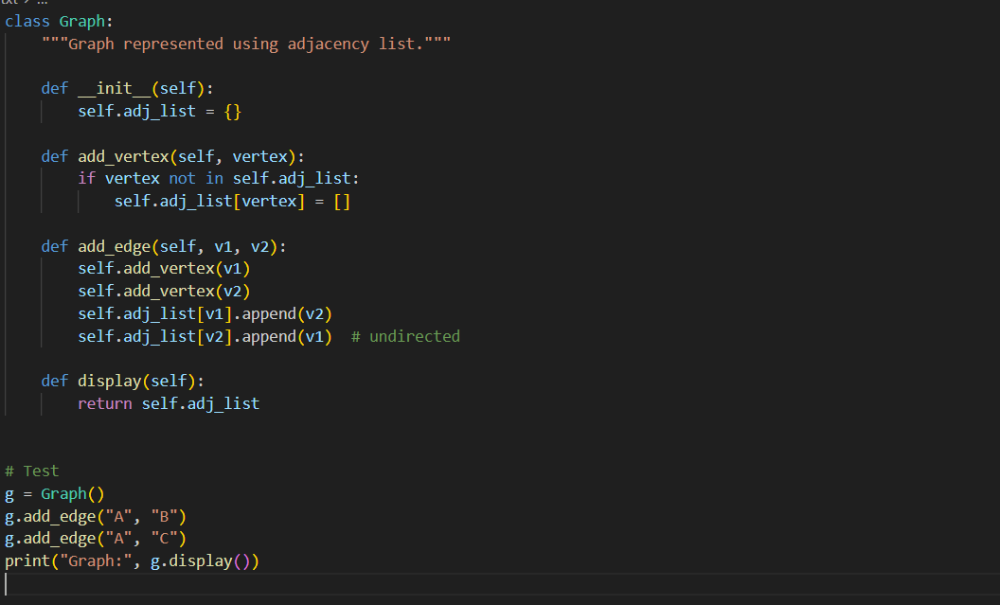 class Graph:
    """Graph represented using adjacency list."""

    def __init__(self):
        self.adj_list = {}

    def add_vertex(self, vertex):
        if vertex not in self.adj_list:
            self.adj_list[vertex] = []

    def add_edge(self, v1, v2):
        self.add_vertex(v1)
        self.add_vertex(v2)
        self.adj_list[v1].append(v2)
        self.adj_list[v2].append(v1)  # undirected

    def display(self):
        return self.adj_list


# Test
g = Graph()
g.add_edge("A", "B")
g.add_edge("A", "C")
print("Graph:", g.display())